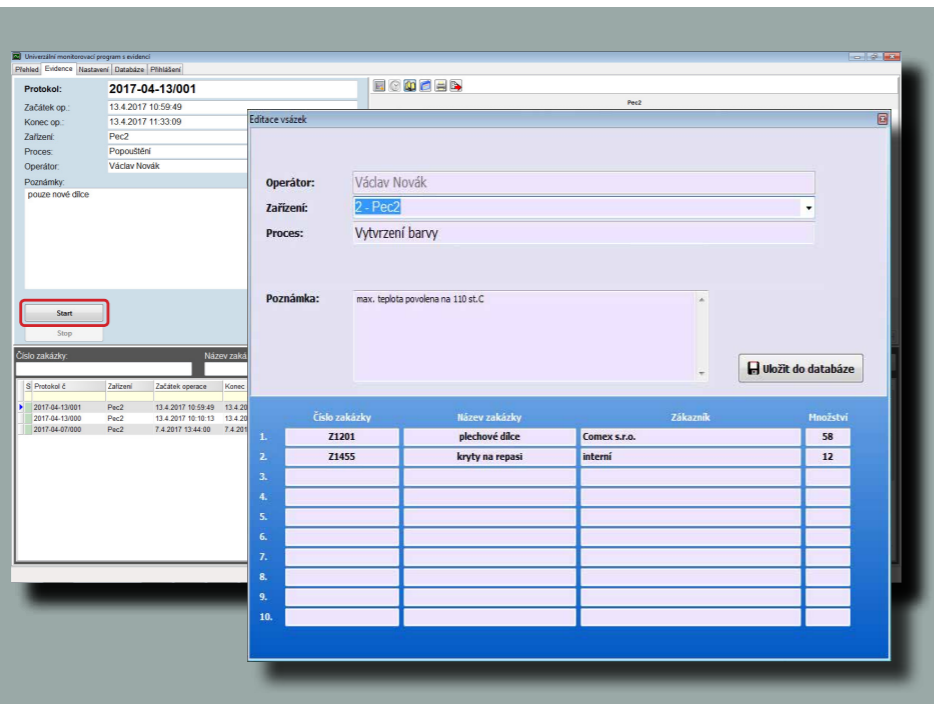 Univerzální monitorovací program s evidencí
Přehled Evidence Nastavení Databáze Přihlášení
Protokol: 2017-04-13/001
Začátek op.: 13.4.2017 10:59:49
Konec op.: 13.4.2017 11:33:09
Zařízení: Pec2
Proces: Popouštění
Operátor: Václav Novák
Poznámky:
pouze nové dílce
Start
Stop
Pec2
Číslo zakázky: Název zaká
S Protokol č Zařízení Začátek operace Konec
2017-04-13/001 Pec2 13.4.2017 10:59:49 13.4.20
2017-04-13/000 Pec2 13.4.2017 10:10:13 13.4.20
2017-04-07/000 Pec2 7.4.2017 13:44:00 7.4.201
Editace vsázek
Operátor: Václav Novák
Zařízení: 2 - Pec2
Proces: Vytvrzení barvy
Poznámka: max. teplota povolena na 110 st.C
Uložit do databáze
Číslo zakázky Název zakázky Zákazník Množství
1. Z1201 plechové dílce Comex s.r.o. 58
2. Z1455 kryty na repasi interní 12
3.
4.
5.
6.
7.
8.
9.
10.